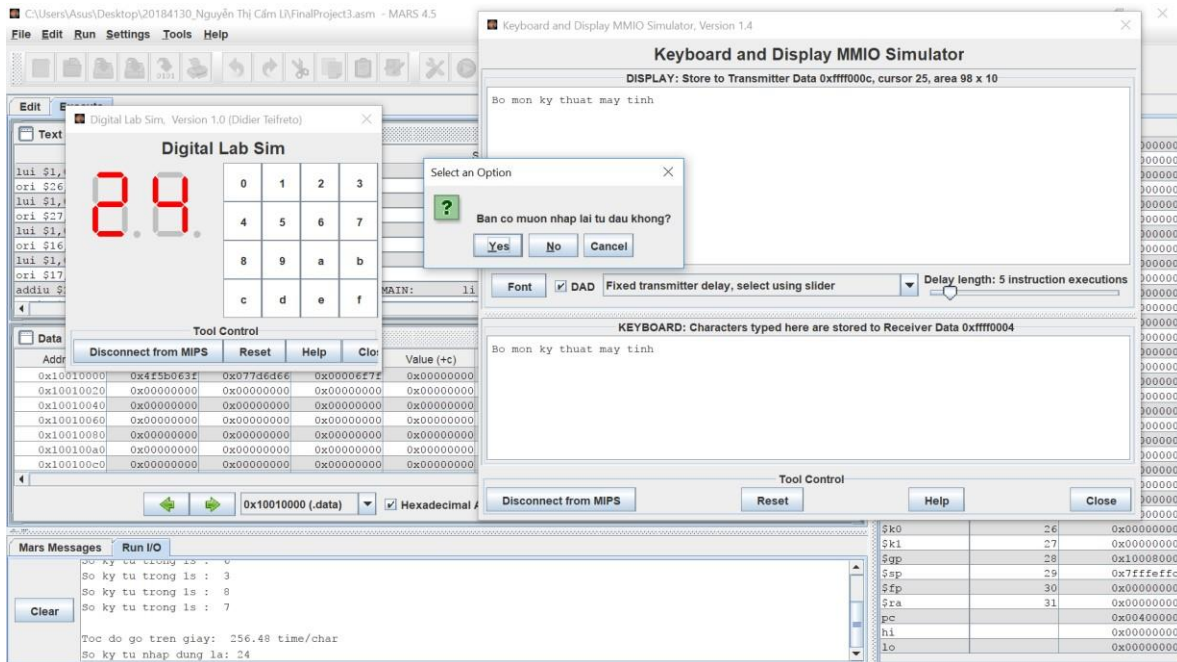 C:\Users\Asus\Desktop\20184130_Nguyễn Thị Cẩm Li\FinalProject3.asm - MARS 4.5
File Edit Run Settings Tools Help
Edit
Text
lui $1,
ori $26
lui $1,
ori $27
lui $1,
ori $16
lui $1,
ori $17
addiu $
MAIN: li
Digital Lab Sim, Version 1.0 (Didier Teifreto)
Digital Lab Sim
24
0 1 2 3
4 5 6 7
8 9 a b
c d e f
Tool Control
Disconnect from MIPS Reset Help
Keyboard and Display MMIO Simulator, Version 1.4
Keyboard and Display MMIO Simulator
DISPLAY: Store to Transmitter Data 0xffff000c, cursor 25, area 98 x 10
Bo mon ky thuat may tinh
Select an Option
Ban co muon nhap lai tu dau khong?
Yes No Cancel
Font DAD Fixed transmitter delay, select using slider Delay length: 5 instruction executions
KEYBOARD: Characters typed here are stored to Receiver Data 0xffff0004
Bo mon ky thuat may tinh
Tool Control
Disconnect from MIPS Reset Help Close
Data
Addr Value (+c)
0x10010000 0x4f5b063f 0x077d6d66 0x00006f7f 0x00000000
0x10010020 0x00000000 0x00000000 0x00000000 0x00000000
0x10010040 0x00000000 0x00000000 0x00000000 0x00000000
0x10010060 0x00000000 0x00000000 0x00000000 0x00000000
0x10010080 0x00000000 0x00000000 0x00000000 0x00000000
0x100100a0 0x00000000 0x00000000 0x00000000 0x00000000
0x100100c0 0x00000000 0x00000000 0x00000000 0x00000000
0x10010000 (.data) Hexadecimal A
$k0 26 0x00000000
$k1 27 0x00000000
$gp 28 0x10008000
$sp 29 0x7fffeffc
$fp 30 0x00000000
$ra 31 0x00000000
pc 0x00400000
hi 0x00000000
lo 0x00000000
Mars Messages Run I/O
Clear
So ky tu trong 1s :
So ky tu trong 1s : 3
So ky tu trong 1s : 8
So ky tu trong 1s : 7
Toc do go tren giay: 256.48 time/char
So ky tu nhap dung la: 24